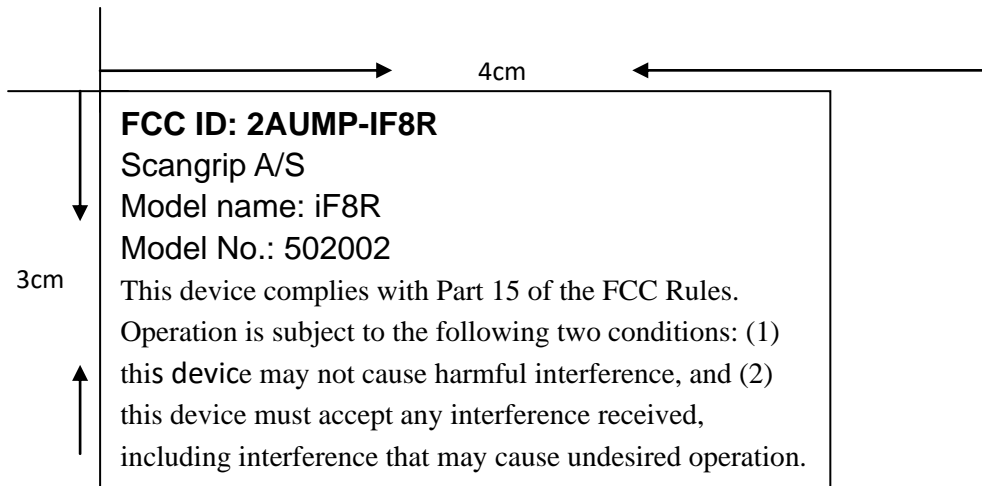 4cm
FCC ID: 2AUMP-IF8R
Scangrip A/S
Model name: iF8R
Model No.: 502002
3cm
This device complies with Part 15 of the FCC Rules.
Operation is subject to the following two conditions: (1)
this device may not cause harmful interference, and (2)
this device must accept any interference received,
including interference that may cause undesired operation.